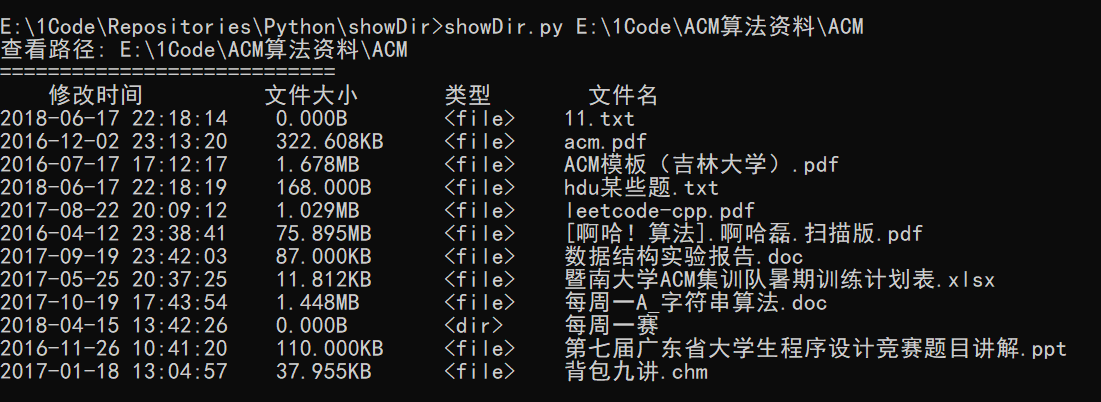 E:\1Code\Repositories\Python\showDir>showDir.py E:\1Code\ACM算法资料\ACM
查看路径: E:\1Code\ACM算法资料\ACM
============================
修改时间 文件大小 类型 文件名
2018-06-17 22:18:14 0.000B <file> 11.txt
2016-12-02 23:13:20 322.608KB <file> acm.pdf
2016-07-17 17:12:17 1.678MB <file> ACM模板（吉林大学）.pdf
2018-06-17 22:18:19 168.000B <file> hdu某些题.txt
2017-08-22 20:09:12 1.029MB <file> leetcode-cpp.pdf
2016-04-12 23:38:41 75.895MB <file> [啊哈！算法].啊哈磊.扫描版.pdf
2017-09-19 23:42:03 87.000KB <file> 数据结构实验报告.doc
2017-05-25 20:37:25 11.812KB <file> 暨南大学ACM集训队暑期训练计划表.xlsx
2017-10-19 17:43:54 1.448MB <file> 每周一A_字符串算法.doc
2018-04-15 13:42:26 0.000B <dir> 每周一赛
2016-11-26 10:41:20 110.000KB <file> 第七届广东省大学生程序设计竞赛题目讲解.ppt
2017-01-18 13:04:57 37.955KB <file> 背包九讲.chm